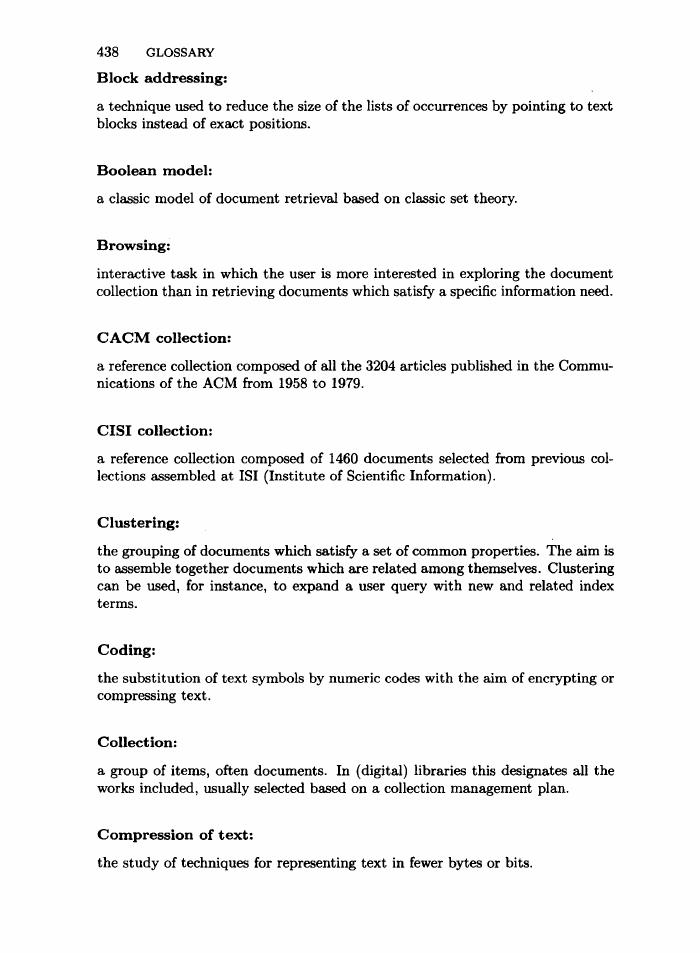 438 GLOSSARY
Block addressing:
a technique used to reduce the size of the lists of occurrences by pointing to text
blocks instead of exact positions.
Boolean model:
a classic model of document retrieval based on classic set theory.
Browsing:
interactive task in which the user is more interested in exploring the document
collection than in retrieving documents which satisfy a specific information need.
CACM collection:
a reference collection composed of all the 3204 articles published in the Commu-
nications of the ACM from 1958 to 1979.
CISI collection:
a reference collection composed of 1460 documents selected from previous col-
lections assembled at ISI (Institute of Scientific Information).
Clustering:
the grouping of documents which satisfy a set of common properties. The aim is
to assemble together documents which are related among themselves. Clustering
can be used, for instance, to expand a user query with new and related index
terms.
Coding:
the substitution of text symbols by numeric codes with the aim of encrypting or
compressing text.
Collection:
a group of items, often documents. In (digital) libraries this designates all the
works included, usually selected based on a collection management plan.
Compression of text:
the study of techniques for representing text in fewer bytes or bits.